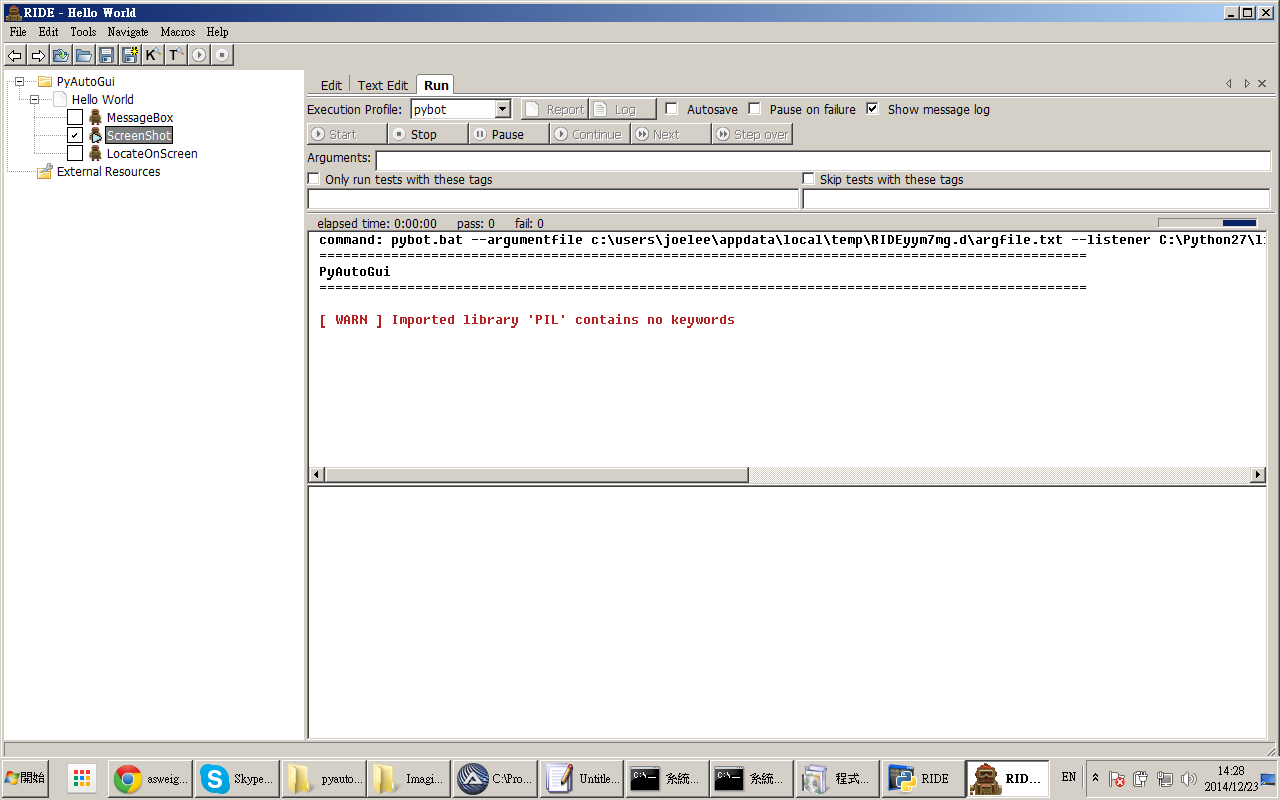 RIDE - Hello World
File Edit Tools Navigate Macros Help
K T
PyAutoGui
Hello World
MessageBox
ScreenShot
LocateOnScreen
External Resources
Edit Text Edit Run
Execution Profile: pybot Report Log Autosave Pause on failure Show message log
Start Stop Pause Continue Next Step over
Arguments:
Only run tests with these tags Skip tests with these tags
elapsed time: 0:00:00 pass: 0 fail: 0
command: pybot.bat --argumentfile c:\users\joelee\appdata\local\temp\RIDEyym7mg.d\argfile.txt --listener C:\Python27\li
==============================================================================
PyAutoGui
==============================================================================
[ WARN ] Imported library 'PIL' contains no keywords
開始 asweig... Skype... pyauto... Imagi... C:\Pro... Untitle... 系統... 系統... 程式... RIDE RID... EN 14:28
2014/12/23